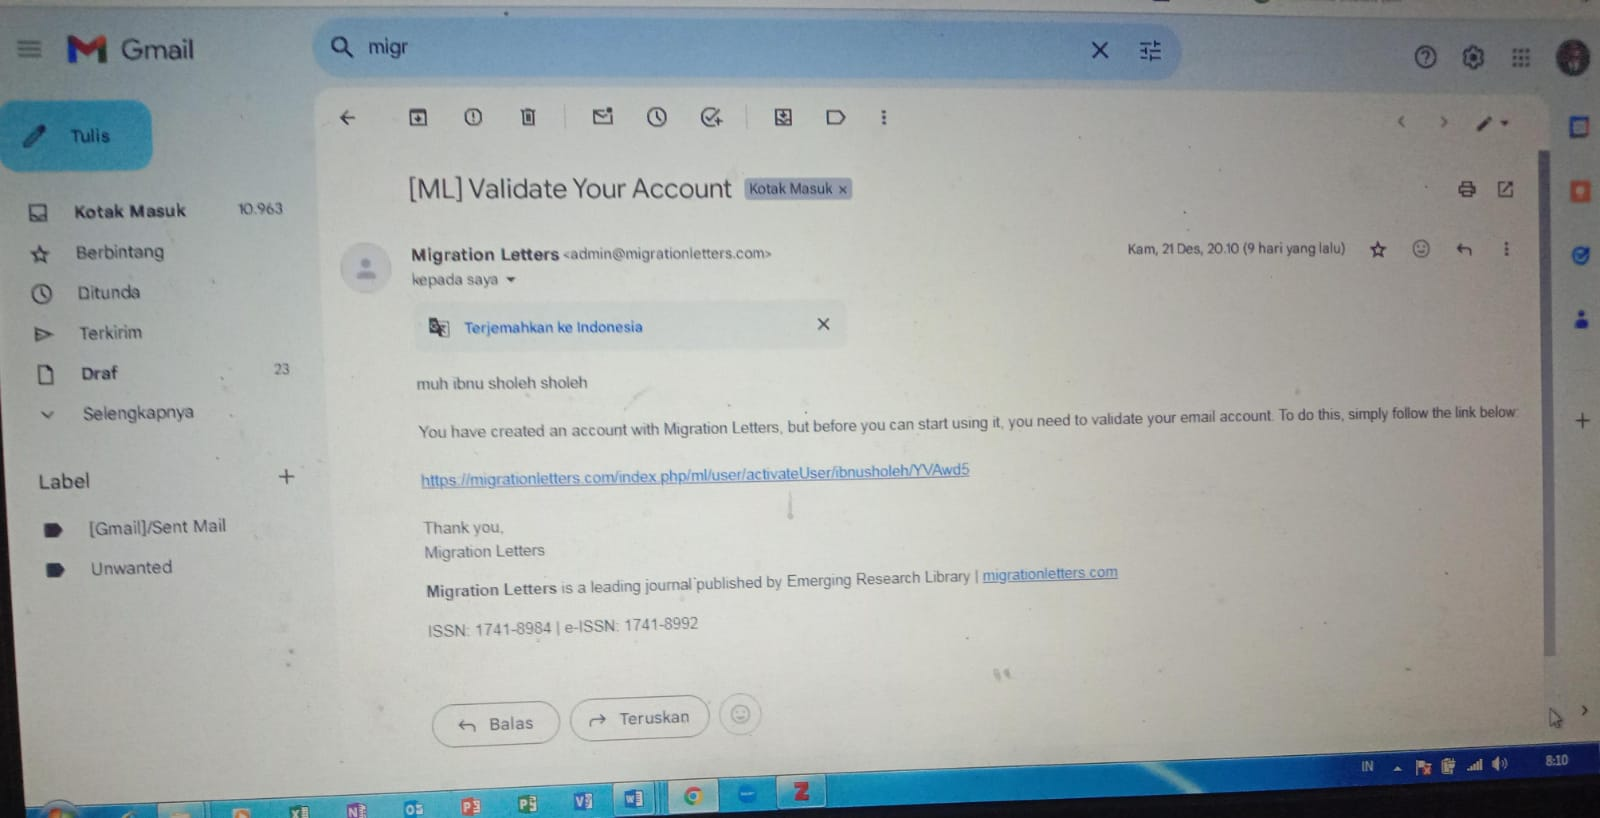 Gmail
migr
Tulis
Kotak Masuk 10.963
Berbintang
Ditunda
Terkirim
Draf 23
Selengkapnya
Label
[Gmail]/Sent Mail
Unwanted
[ML] Validate Your Account Kotak Masuk x
Migration Letters <admin@migrationletters.com>
Kam, 21 Des, 20.10 (9 hari yang lalu)
kepada saya
Terjemahkan ke Indonesia
muh ibnu sholeh sholeh
You have created an account with Migration Letters, but before you can start using it, you need to validate your email account. To do this, simply follow the link below:
https://migrationletters.com/index.php/ml/user/activateUser/ibnusholeh/YVAwd5
Thank you,
Migration Letters
Migration Letters is a leading journal published by Emerging Research Library | migrationletters.com
ISSN: 1741-8984 | e-ISSN: 1741-8992
Balas
Teruskan
IN
8:10